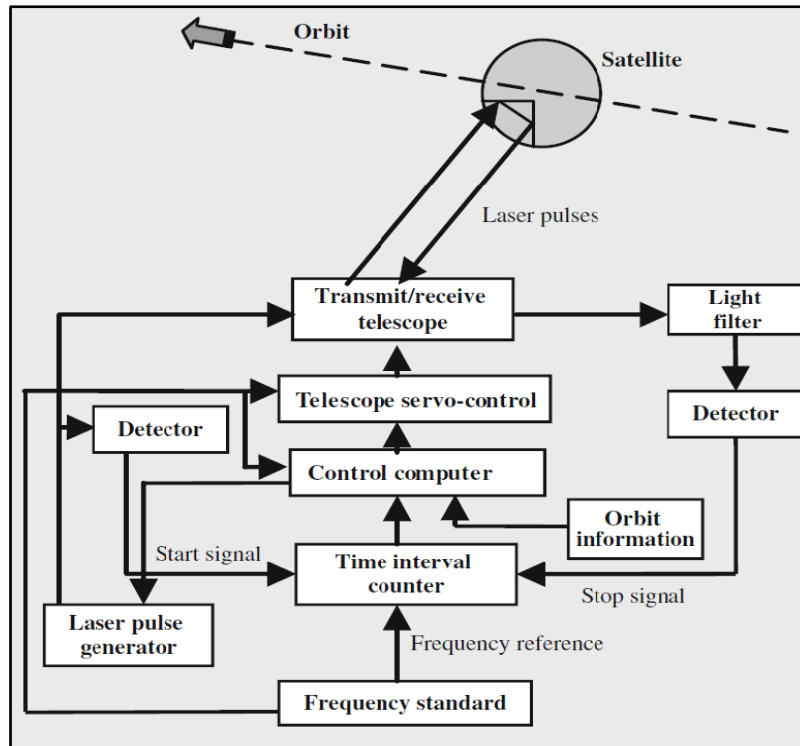 Orbit
Satellite
Laser pulses
Transmit/receive
telescope
Light
filter
Telescope servo-control
Detector
Detector
Control computer
Orbit
information
Start signal
Time interval
counter
Stop signal
Laser pulse
generator
Frequency reference
Frequency standard